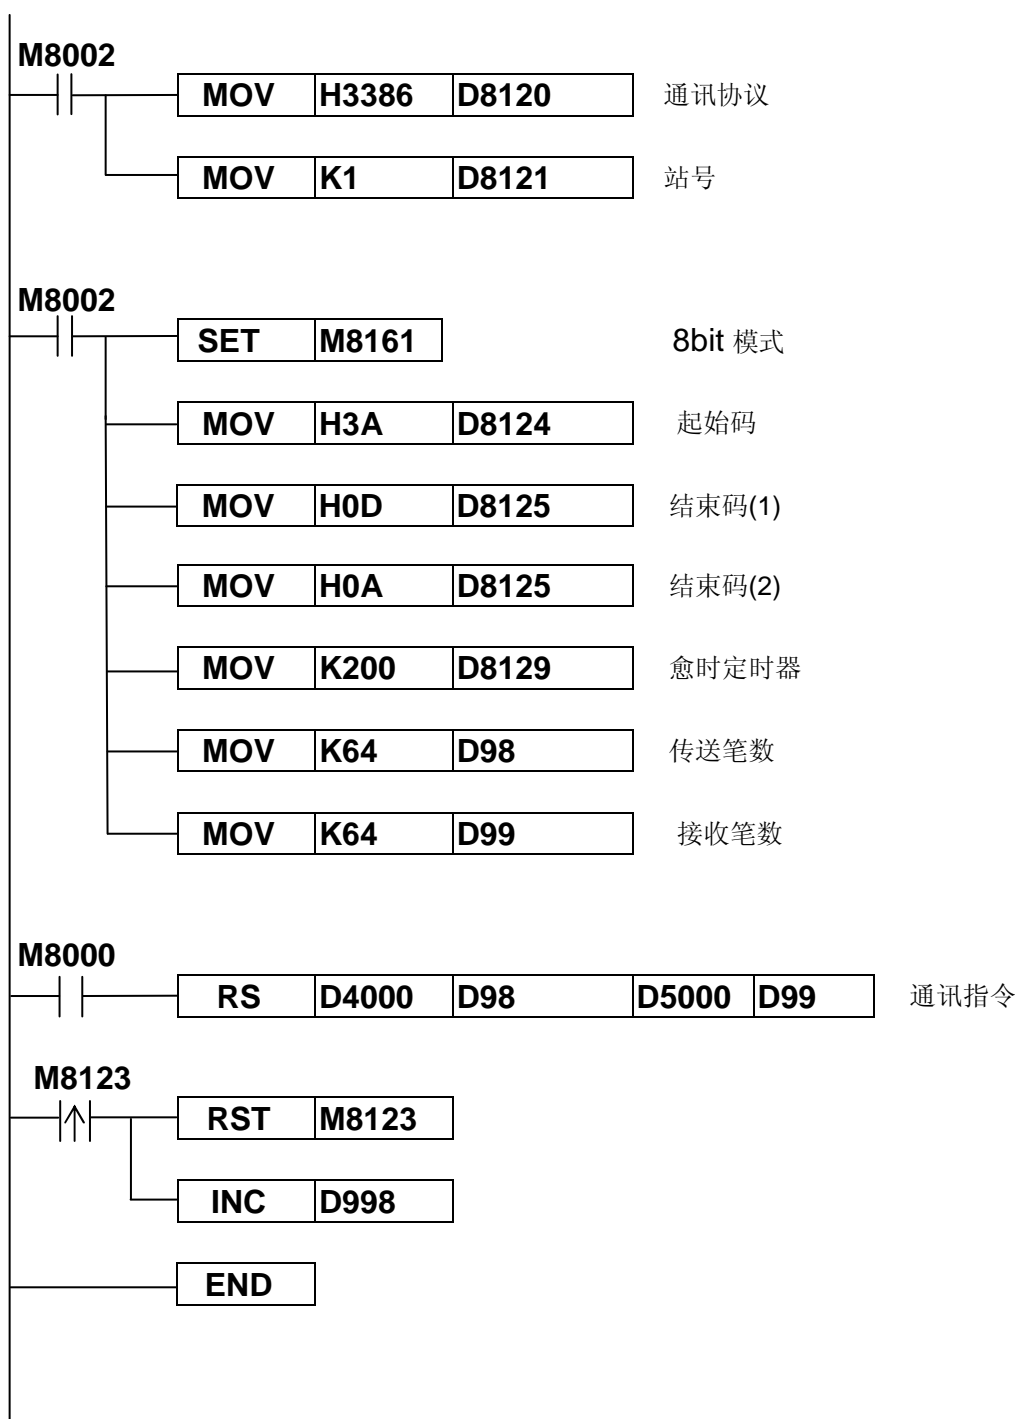 M8002
MOV H3386 D8120 通讯协议
MOV K1 D8121 站号
M8002
SET M8161 8bit 模式
MOV H3A D8124 起始码
MOV H0D D8125 结束码(1)
MOV H0A D8125 结束码(2)
MOV K200 D8129 愈时定时器
MOV K64 D98 传送笔数
MOV K64 D99 接收笔数
M8000
RS D4000 D98 D5000 D99 通讯指令
M8123
RST M8123
INC D998
END